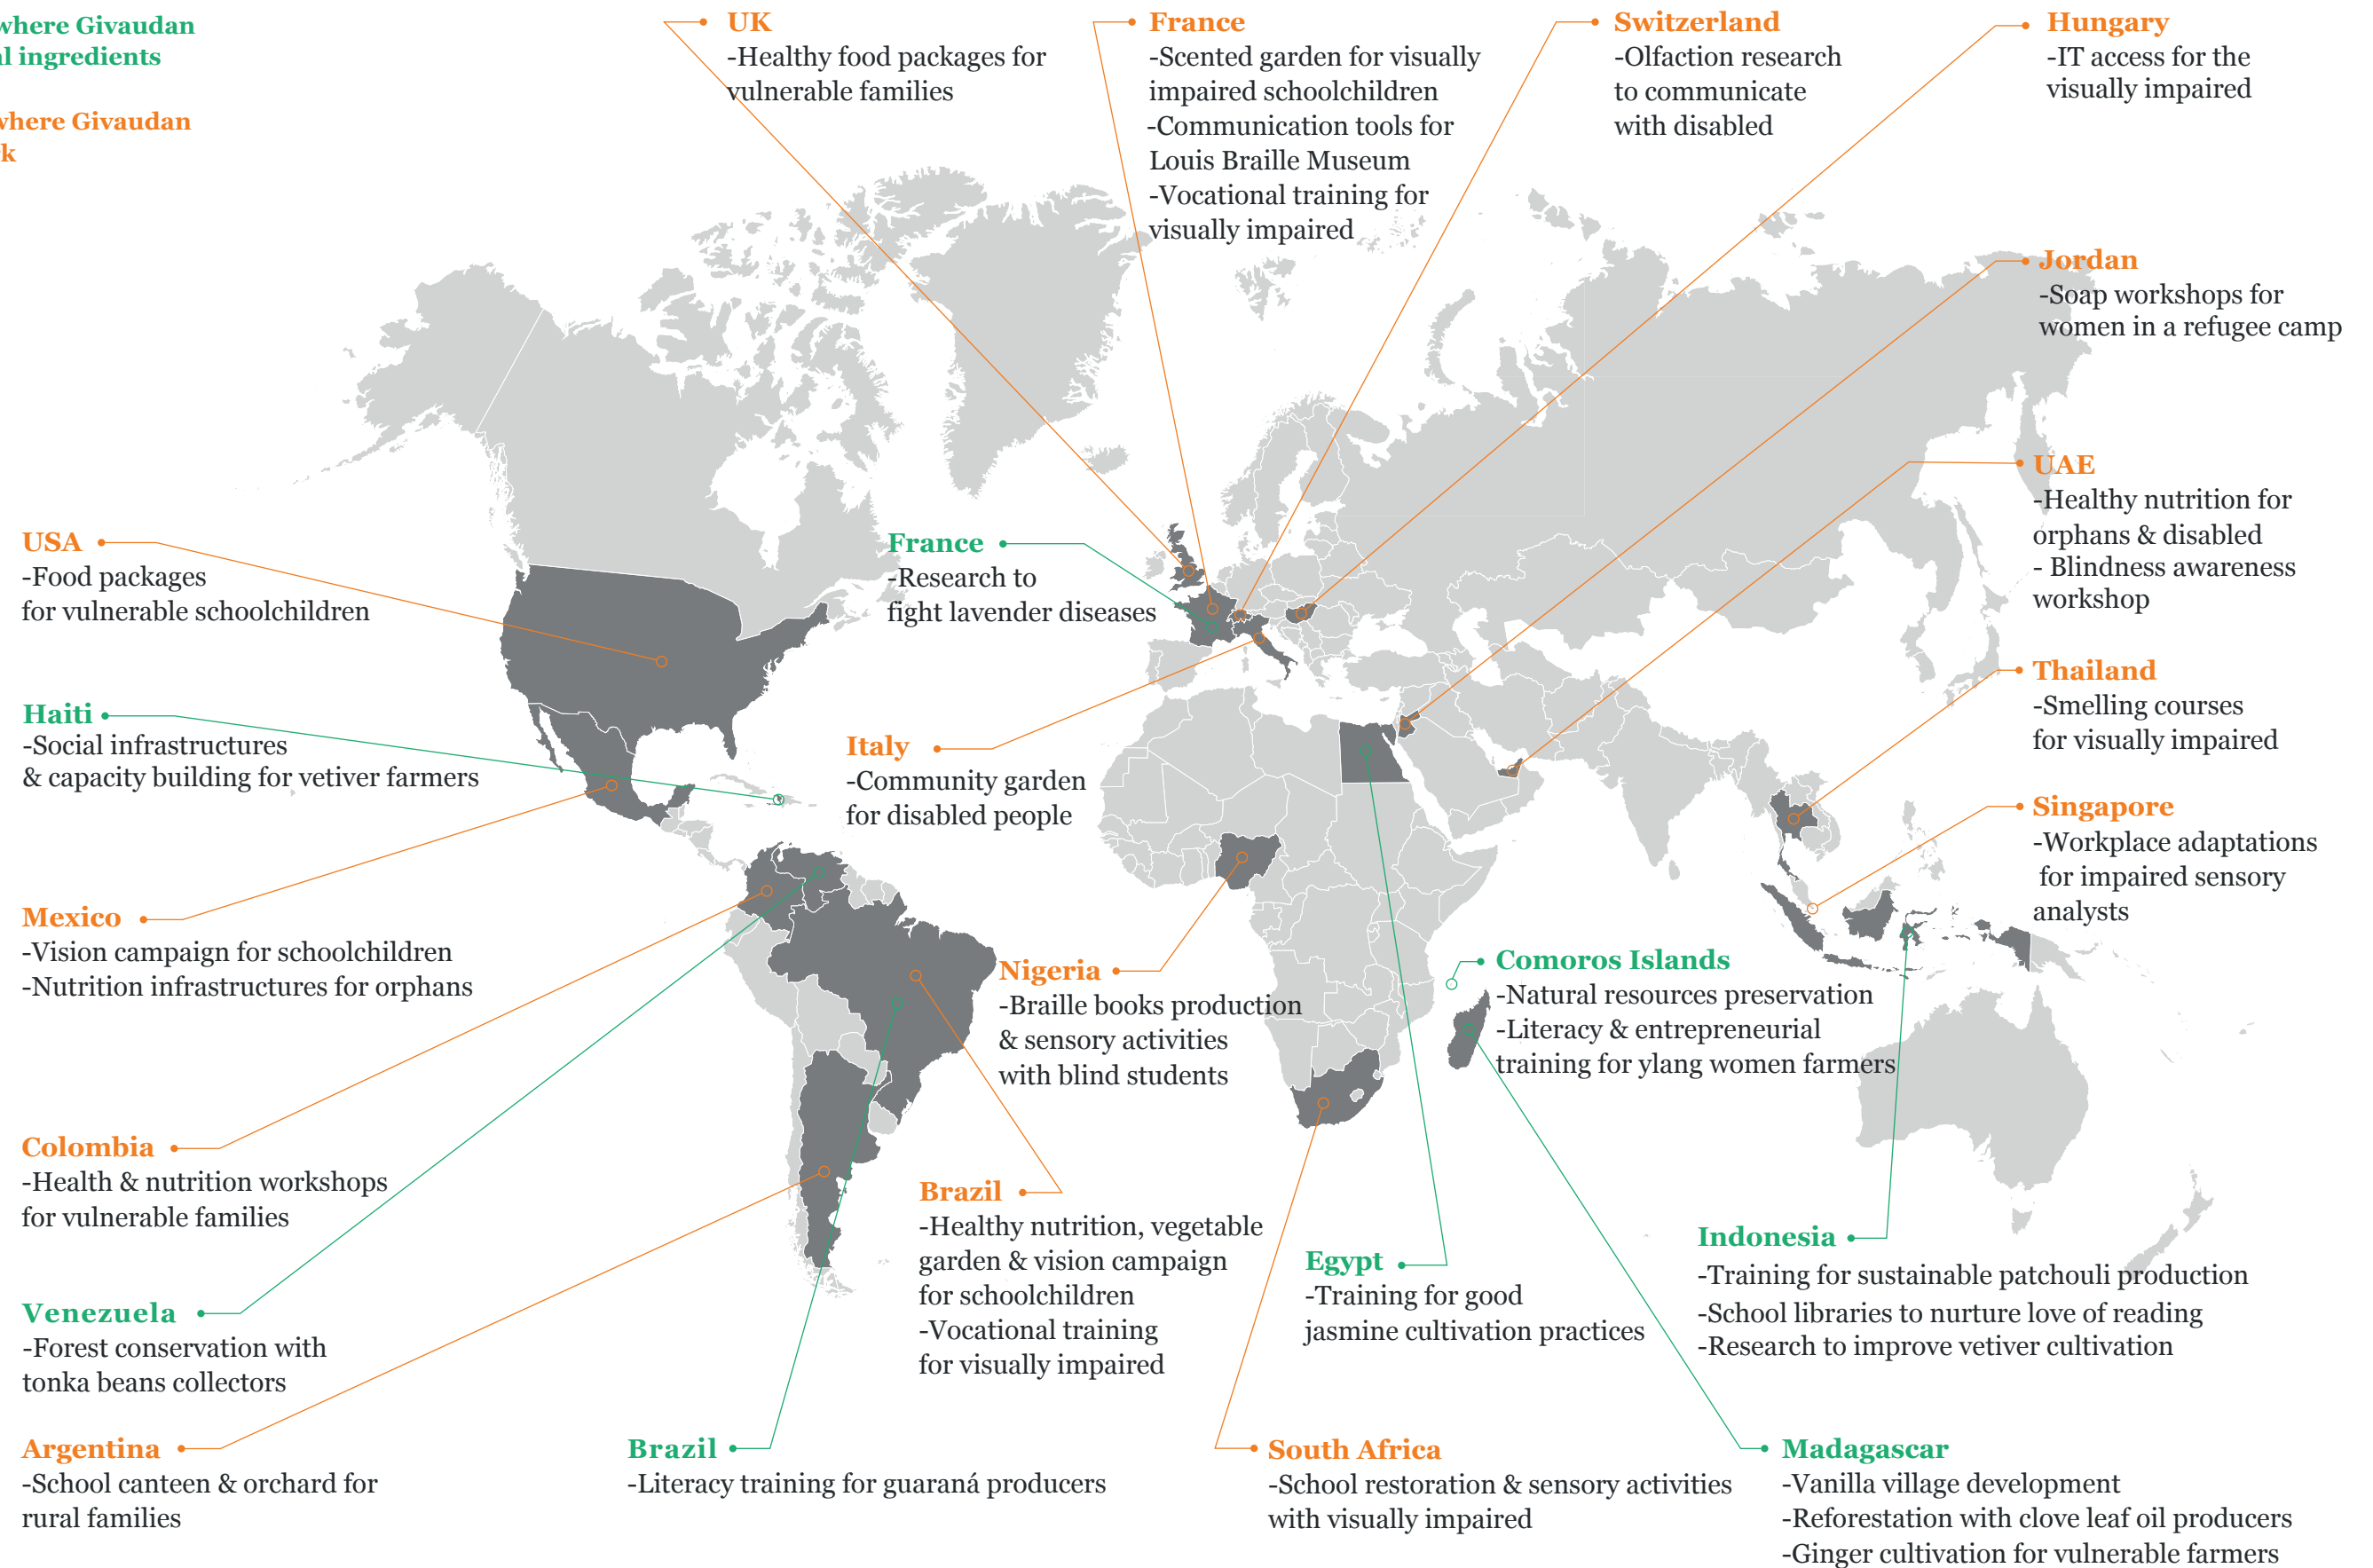 where Givaudan
al ingredients
where Givaudan
rk
UK
-Healthy food packages for
vulnerable families
France
-Scented garden for visually
impaired schoolchildren
-Communication tools for
Louis Braille Museum
-Vocational training for
visually impaired
Switzerland
-Olfaction research
to communicate
with disabled
Hungary
-IT access for the
visually impaired
Jordan
-Soap workshops for
women in a refugee camp
UAE
-Healthy nutrition for
orphans & disabled
- Blindness awareness
workshop
USA
-Food packages
for vulnerable schoolchildren
France
-Research to
fight lavender diseases
Thailand
-Smelling courses
for visually impaired
Haiti
-Social infrastructures
& capacity building for vetiver farmers
Italy
-Community garden
for disabled people
Singapore
-Workplace adaptations
for impaired sensory
analysts
Mexico
-Vision campaign for schoolchildren
-Nutrition infrastructures for orphans
Nigeria
-Braille books production
& sensory activities
with blind students
Comoros Islands
-Natural resources preservation
-Literacy & entrepreneurial
training for ylang women farmers
Colombia
-Health & nutrition workshops
for vulnerable families
Brazil
-Healthy nutrition, vegetable
garden & vision campaign
for schoolchildren
-Vocational training
for visually impaired
Egypt
-Training for good
jasmine cultivation practices
Indonesia
-Training for sustainable patchouli production
-School libraries to nurture love of reading
-Research to improve vetiver cultivation
Venezuela
-Forest conservation with
tonka beans collectors
Argentina
-School canteen & orchard for
rural families
Brazil
-Literacy training for guaraná producers
South Africa
-School restoration & sensory activities
with visually impaired
Madagascar
-Vanilla village development
-Reforestation with clove leaf oil producers
-Ginger cultivation for vulnerable farmers